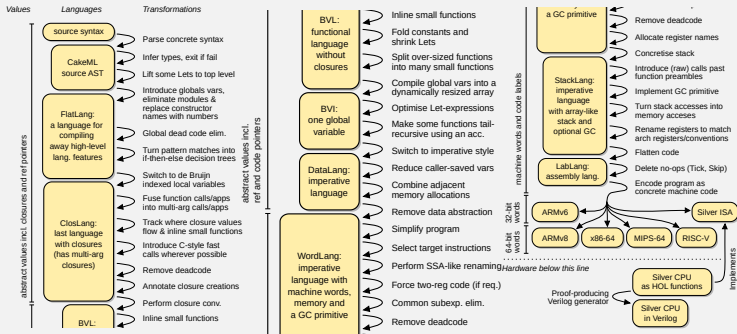 Values
Languages
Transformations
source syntax
Parse concrete syntax
CakeML
source AST
Infer types, exit if fail
Lift some Lets to top level
Introduce globals vars,
eliminate modules &
replace constructor
names with numbers
FlatLang:
a language for
compiling
away high-level
lang. features
Global dead code elim.
Turn pattern matches into
if-then-else decision trees
Switch to de Bruijn
indexed local variables
ClosLang:
last language
with closures
(has multi-arg
closures)
Fuse function calls/apps
into multi-arg calls/apps
Track where closure values
flow & inline small functions
Introduce C-style fast
calls wherever possible
Remove deadcode
Annotate closure creations
Perform closure conv.
BVL:
Inline small functions
abstract values incl. closures and ref pointers
BVL:
functional
language
without
closures
Inline small functions
Fold constants and
shrink Lets
Split over-sized functions
into many small functions
Compile global vars into a
dynamically resized array
BVI:
one global
variable
Optimise Let-expressions
Make some functions tail-
recursive using an acc.
Switch to imperative style
DataLang:
imperative
language
Reduce caller-saved vars
Combine adjacent
memory allocations
Remove data abstraction
abstract values incl.
ref and code pointers
WordLang:
imperative
language with
machine words,
memory and
a GC primitive
Simplify program
Select target instructions
Perform SSA-like renaming
Force two-reg code (if req.)
Common subexp. elim.
Remove deadcode
a GC primitive
Remove deadcode
Allocate register names
Concretise stack
StackLang:
imperative
language
with array-like
stack and
optional GC
Introduce (raw) calls past
function preambles
Implement GC primitive
Turn stack accesses into
memory acceses
Rename registers to match
arch registers/conventions
Flatten code
LabLang:
assembly lang.
Delete no-ops (Tick, Skip)
Encode program as
concrete machine code
machine words and code labels
32-bit
words
ARMv6
Silver ISA
64-bit
words
ARMv8
x86-64
MIPS-64
RISC-V
Hardware below this line
Implements
Silver CPU
as HOL functions
Proof-producing
Verilog generator
Silver CPU
in Verilog